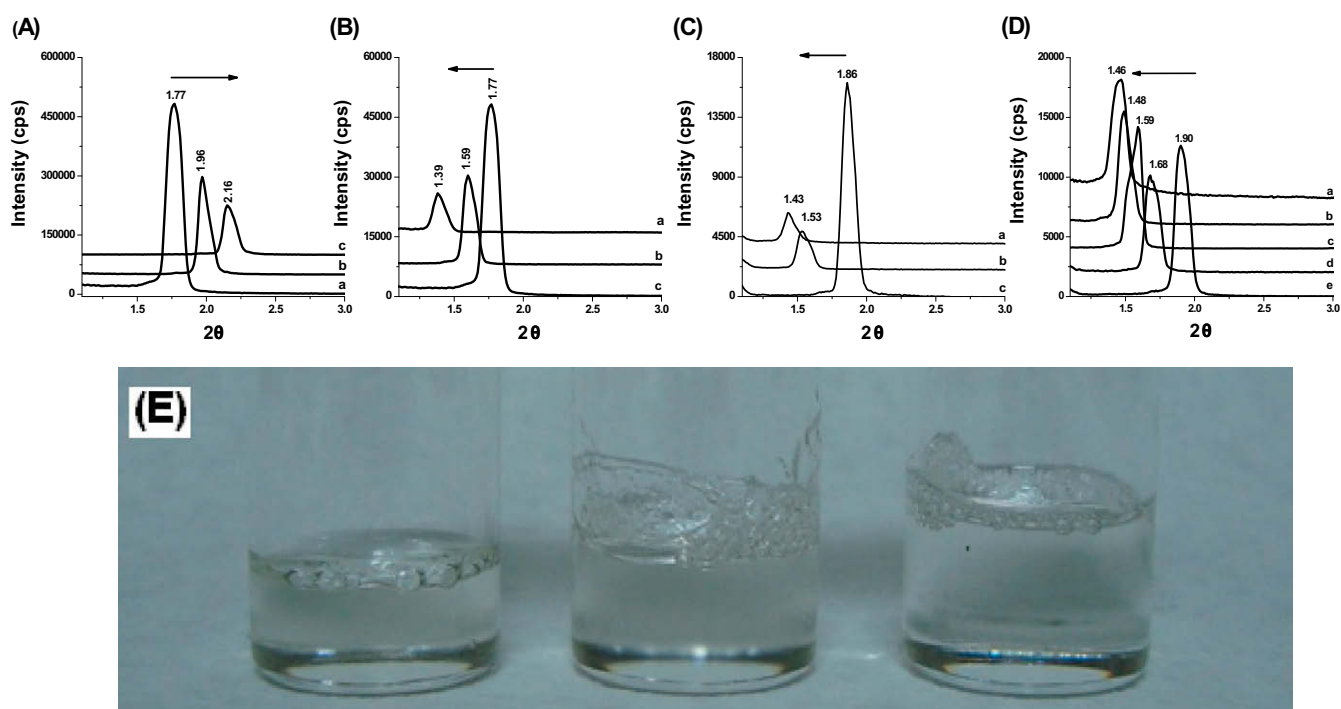 (A)
Intensity (cps)
600000
450000
300000
150000
0
1.77
1.96
2.16
c
b
a
1.5
2.0
2.5
3.0
2θ
(B)
Intensity (cps)
60000
45000
30000
15000
0
1.39
1.59
1.77
a
b
c
1.5
2.0
2.5
3.0
2θ
(C)
Intensity (cps)
18000
13500
9000
4500
0
1.43
1.53
1.86
a
b
c
1.5
2.0
2.5
3.0
2θ
(D)
Intensity (cps)
20000
15000
10000
5000
0
1.46
1.48
1.59
1.68
1.90
a
b
c
d
e
1.5
2.0
2.5
3.0
2θ
(E)